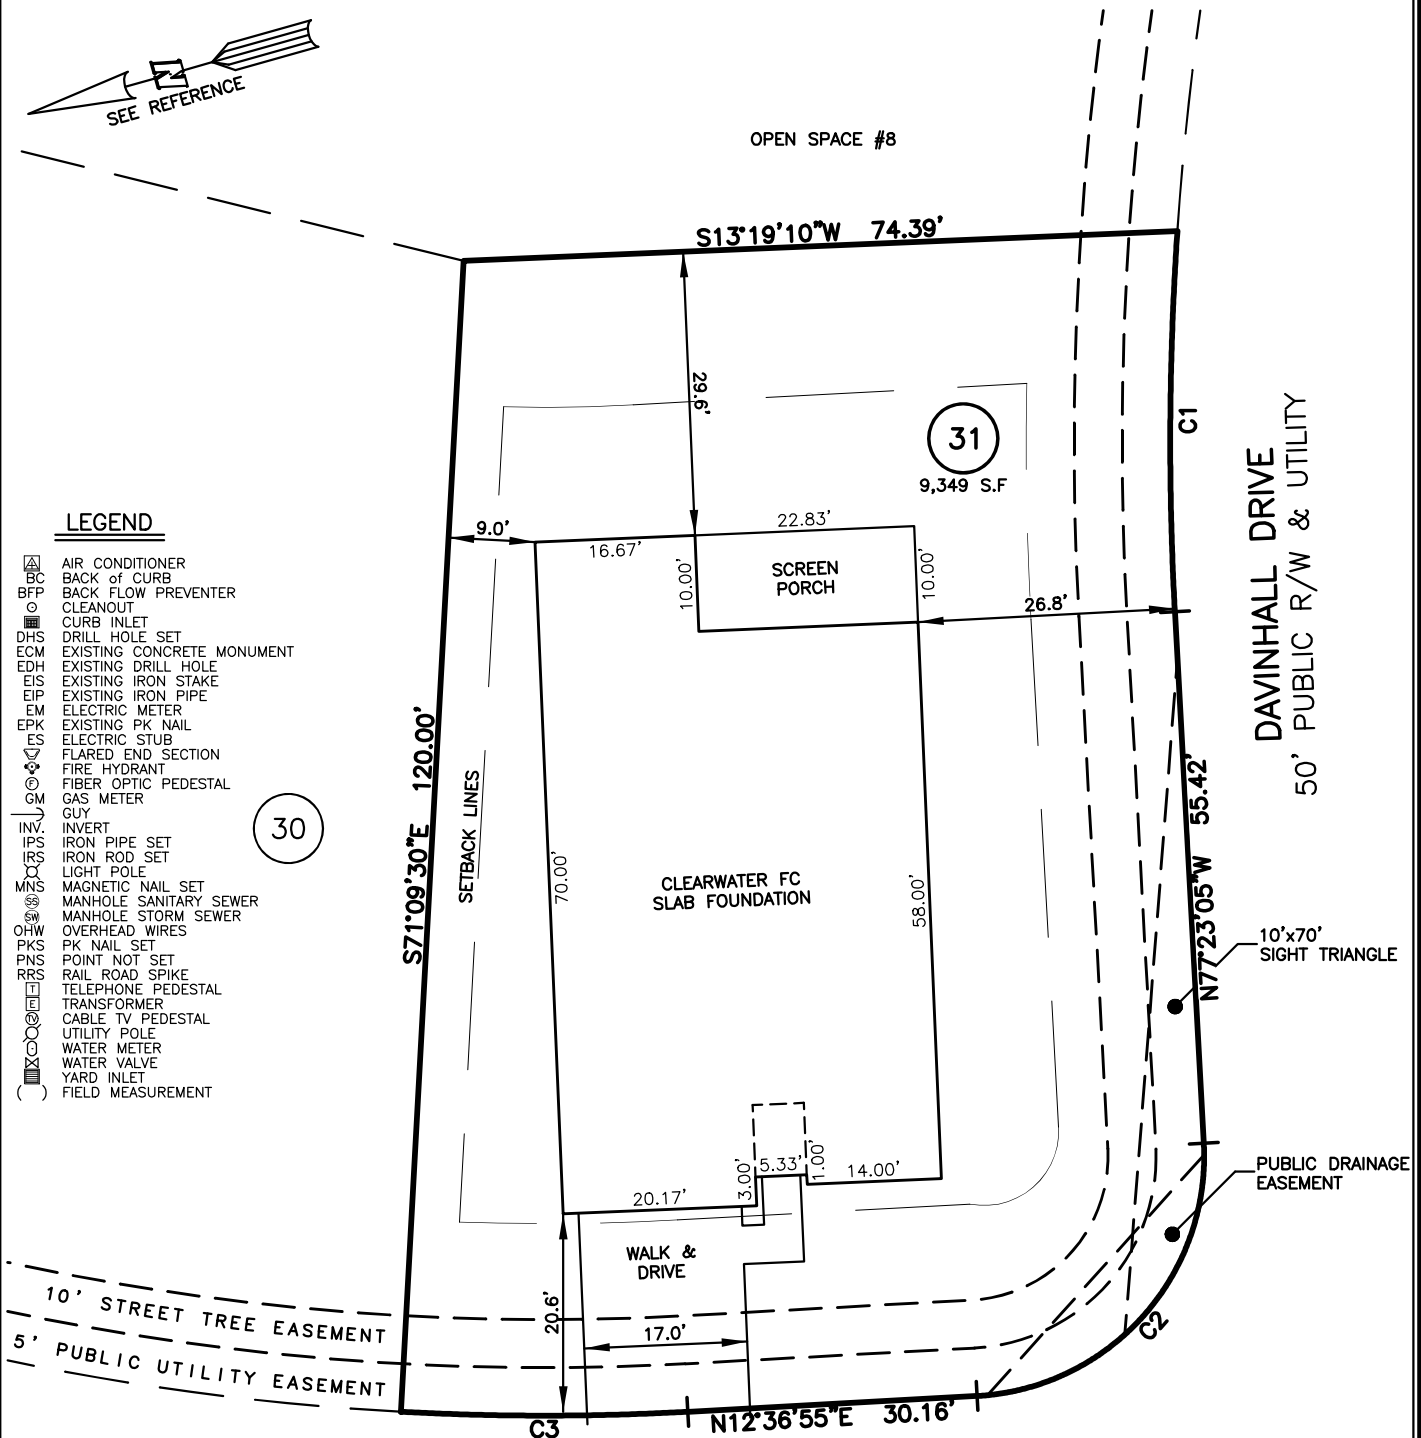 N
SEE REFERENCE
OPEN SPACE #8
S13°19'10"W 74.39'
29.6'
31
9,349 S.F
C1
DAVINHALL DRIVE
50' PUBLIC R/W & UTILITY
LEGEND
A AIR CONDITIONER
BC BACK of CURB
BFP BACK FLOW PREVENTER
CLEANOUT
CURB INLET
DHS DRILL HOLE SET
ECM EXISTING CONCRETE MONUMENT
EDH EXISTING DRILL HOLE
EIS EXISTING IRON STAKE
EIP EXISTING IRON PIPE
EM ELECTRIC METER
EPK EXISTING PK NAIL
ES ELECTRIC STUB
FLARED END SECTION
FIRE HYDRANT
F FIBER OPTIC PEDESTAL
GM GAS METER
GUY
INV. INVERT
IPS IRON PIPE SET
IRS IRON ROD SET
LIGHT POLE
MNS MAGNETIC NAIL SET
SS MANHOLE SANITARY SEWER
SW MANHOLE STORM SEWER
OHW OVERHEAD WIRES
PKS PK NAIL SET
PNS POINT NOT SET
RRS RAIL ROAD SPIKE
T TELEPHONE PEDESTAL
E TRANSFORMER
TV CABLE TV PEDESTAL
UTILITY POLE
WATER METER
WATER VALVE
YARD INLET
( ) FIELD MEASUREMENT
30
9.0'
16.67'
22.83'
10.00'
SCREEN
PORCH
10.00'
26.8'
S71°09'30"E 120.00'
SETBACK LINES
70.00'
CLEARWATER FC
SLAB FOUNDATION
58.00'
N77°23'05"W 55.42'
10'x70'
SIGHT TRIANGLE
20.17'
3.00'
5.33'
1.00'
14.00'
PUBLIC DRAINAGE
EASEMENT
WALK &
DRIVE
20.6'
17.0'
10' STREET TREE EASEMENT
5' PUBLIC UTILITY EASEMENT
C3
N12°36'55"E 30.16'
C2